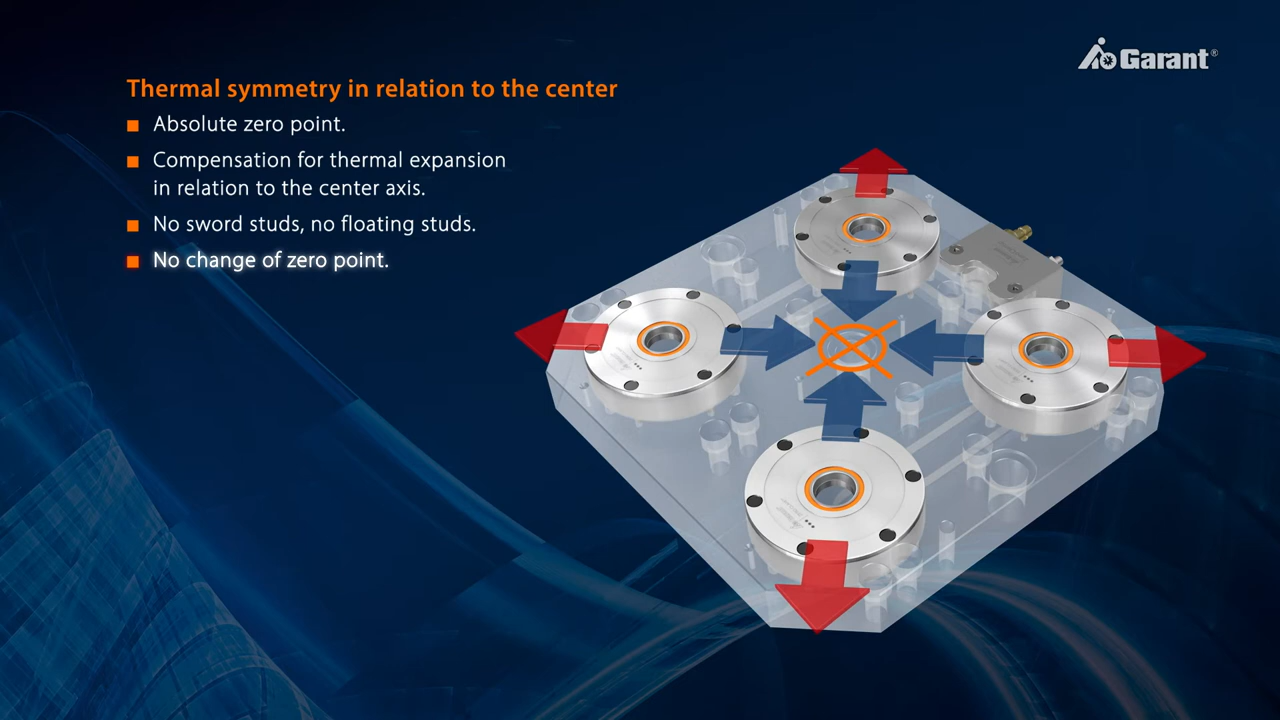 Garant®
Thermal symmetry in relation to the center
Absolute zero point.
Compensation for thermal expansion
in relation to the center axis.
No sword studs, no floating studs.
No change of zero point.